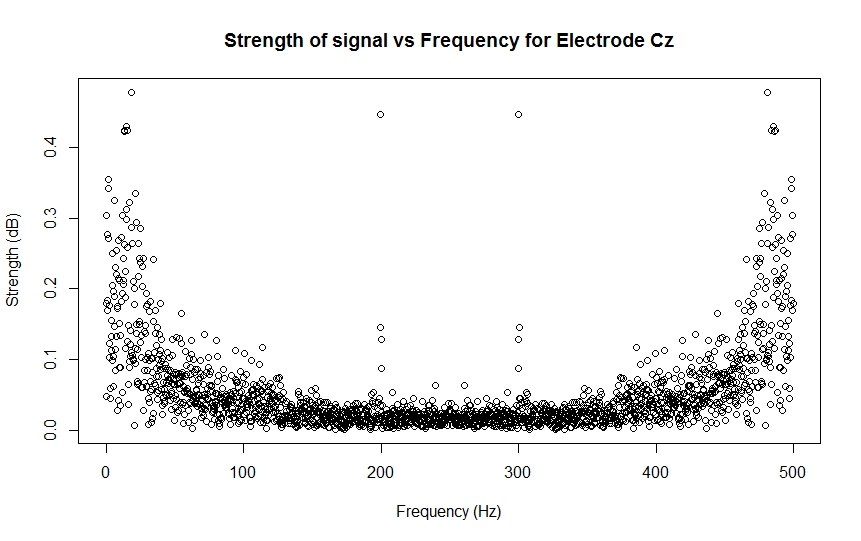 Strength of signal vs Frequency for Electrode Cz
Strength (dB)
0.4
0.3
0.2
0.1
0.0
0 100 200 300 400 500
Frequency (Hz)